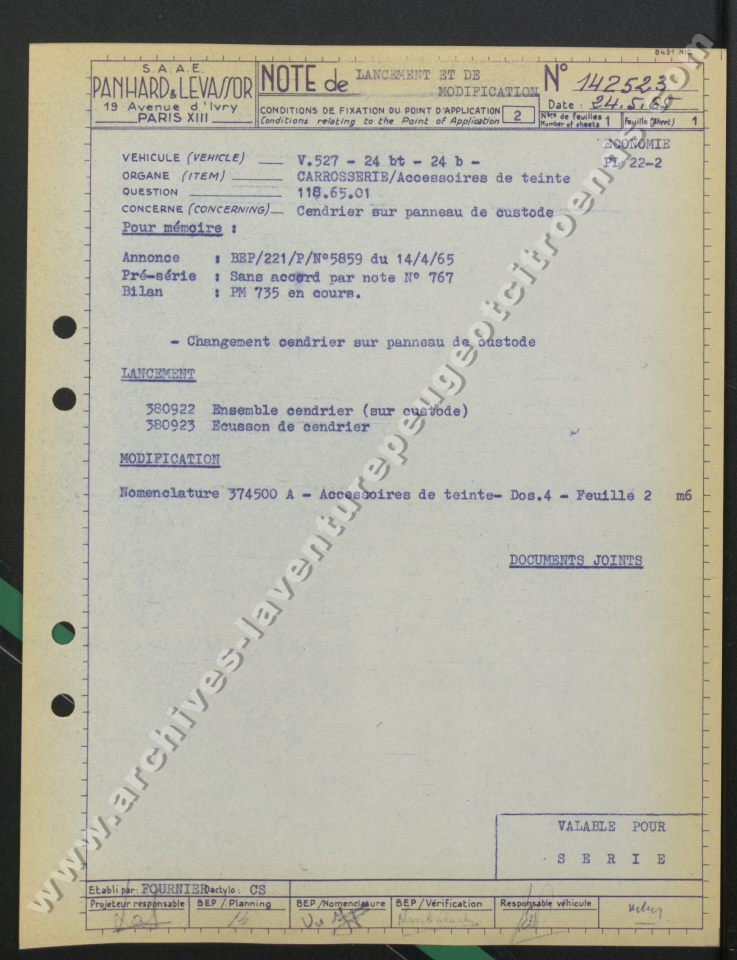 8431 NIC
S.A.A.E.
PANHARD & LEVASSOR
19 Avenue d'Ivry
PARIS XIII
NOTE de LANCEMENT ET DE
MODIFICATION
CONDITIONS DE FIXATION DU POINT D'APPLICATION
Conditions relating to the Point of Application
2
N° 142523
Date : 24.5.65
Nbre de Feuilles
Number of sheets 1
Feuille (Sheet) 1
ECONOMIE
PL 22-2
VEHICULE (VEHICLE) V.527 - 24 bt - 24 b -
ORGANE (ITEM) CARROSSERIE/Accessoires de teinte
QUESTION 118.65.01
CONCERNE (CONCERNING) Cendrier sur panneau de custode
Pour mémoire :
Annonce : BEP/221/P/N°5859 du 14/4/65
Pré-série : Sans accord par note N° 767
Bilan : PM 735 en cours.
- Changement cendrier sur panneau de custode
LANCEMENT
380922 Ensemble cendrier (sur custode)
380923 Ecusson de cendrier
MODIFICATION
Nomenclature 374500 A - Accessoires de teinte- Dos.4 - Feuille 2 m6
DOCUMENTS JOINTS
VALABLE POUR
S E R I E
Etabli par: FOURNIER Dactylo : CS
Projeteur responsable
BEP / Planning
BEP / Nomenclature
BEP / Vérification
Responsable véhicule
Vu
www.archives-laventurepeugeotcitroends.com